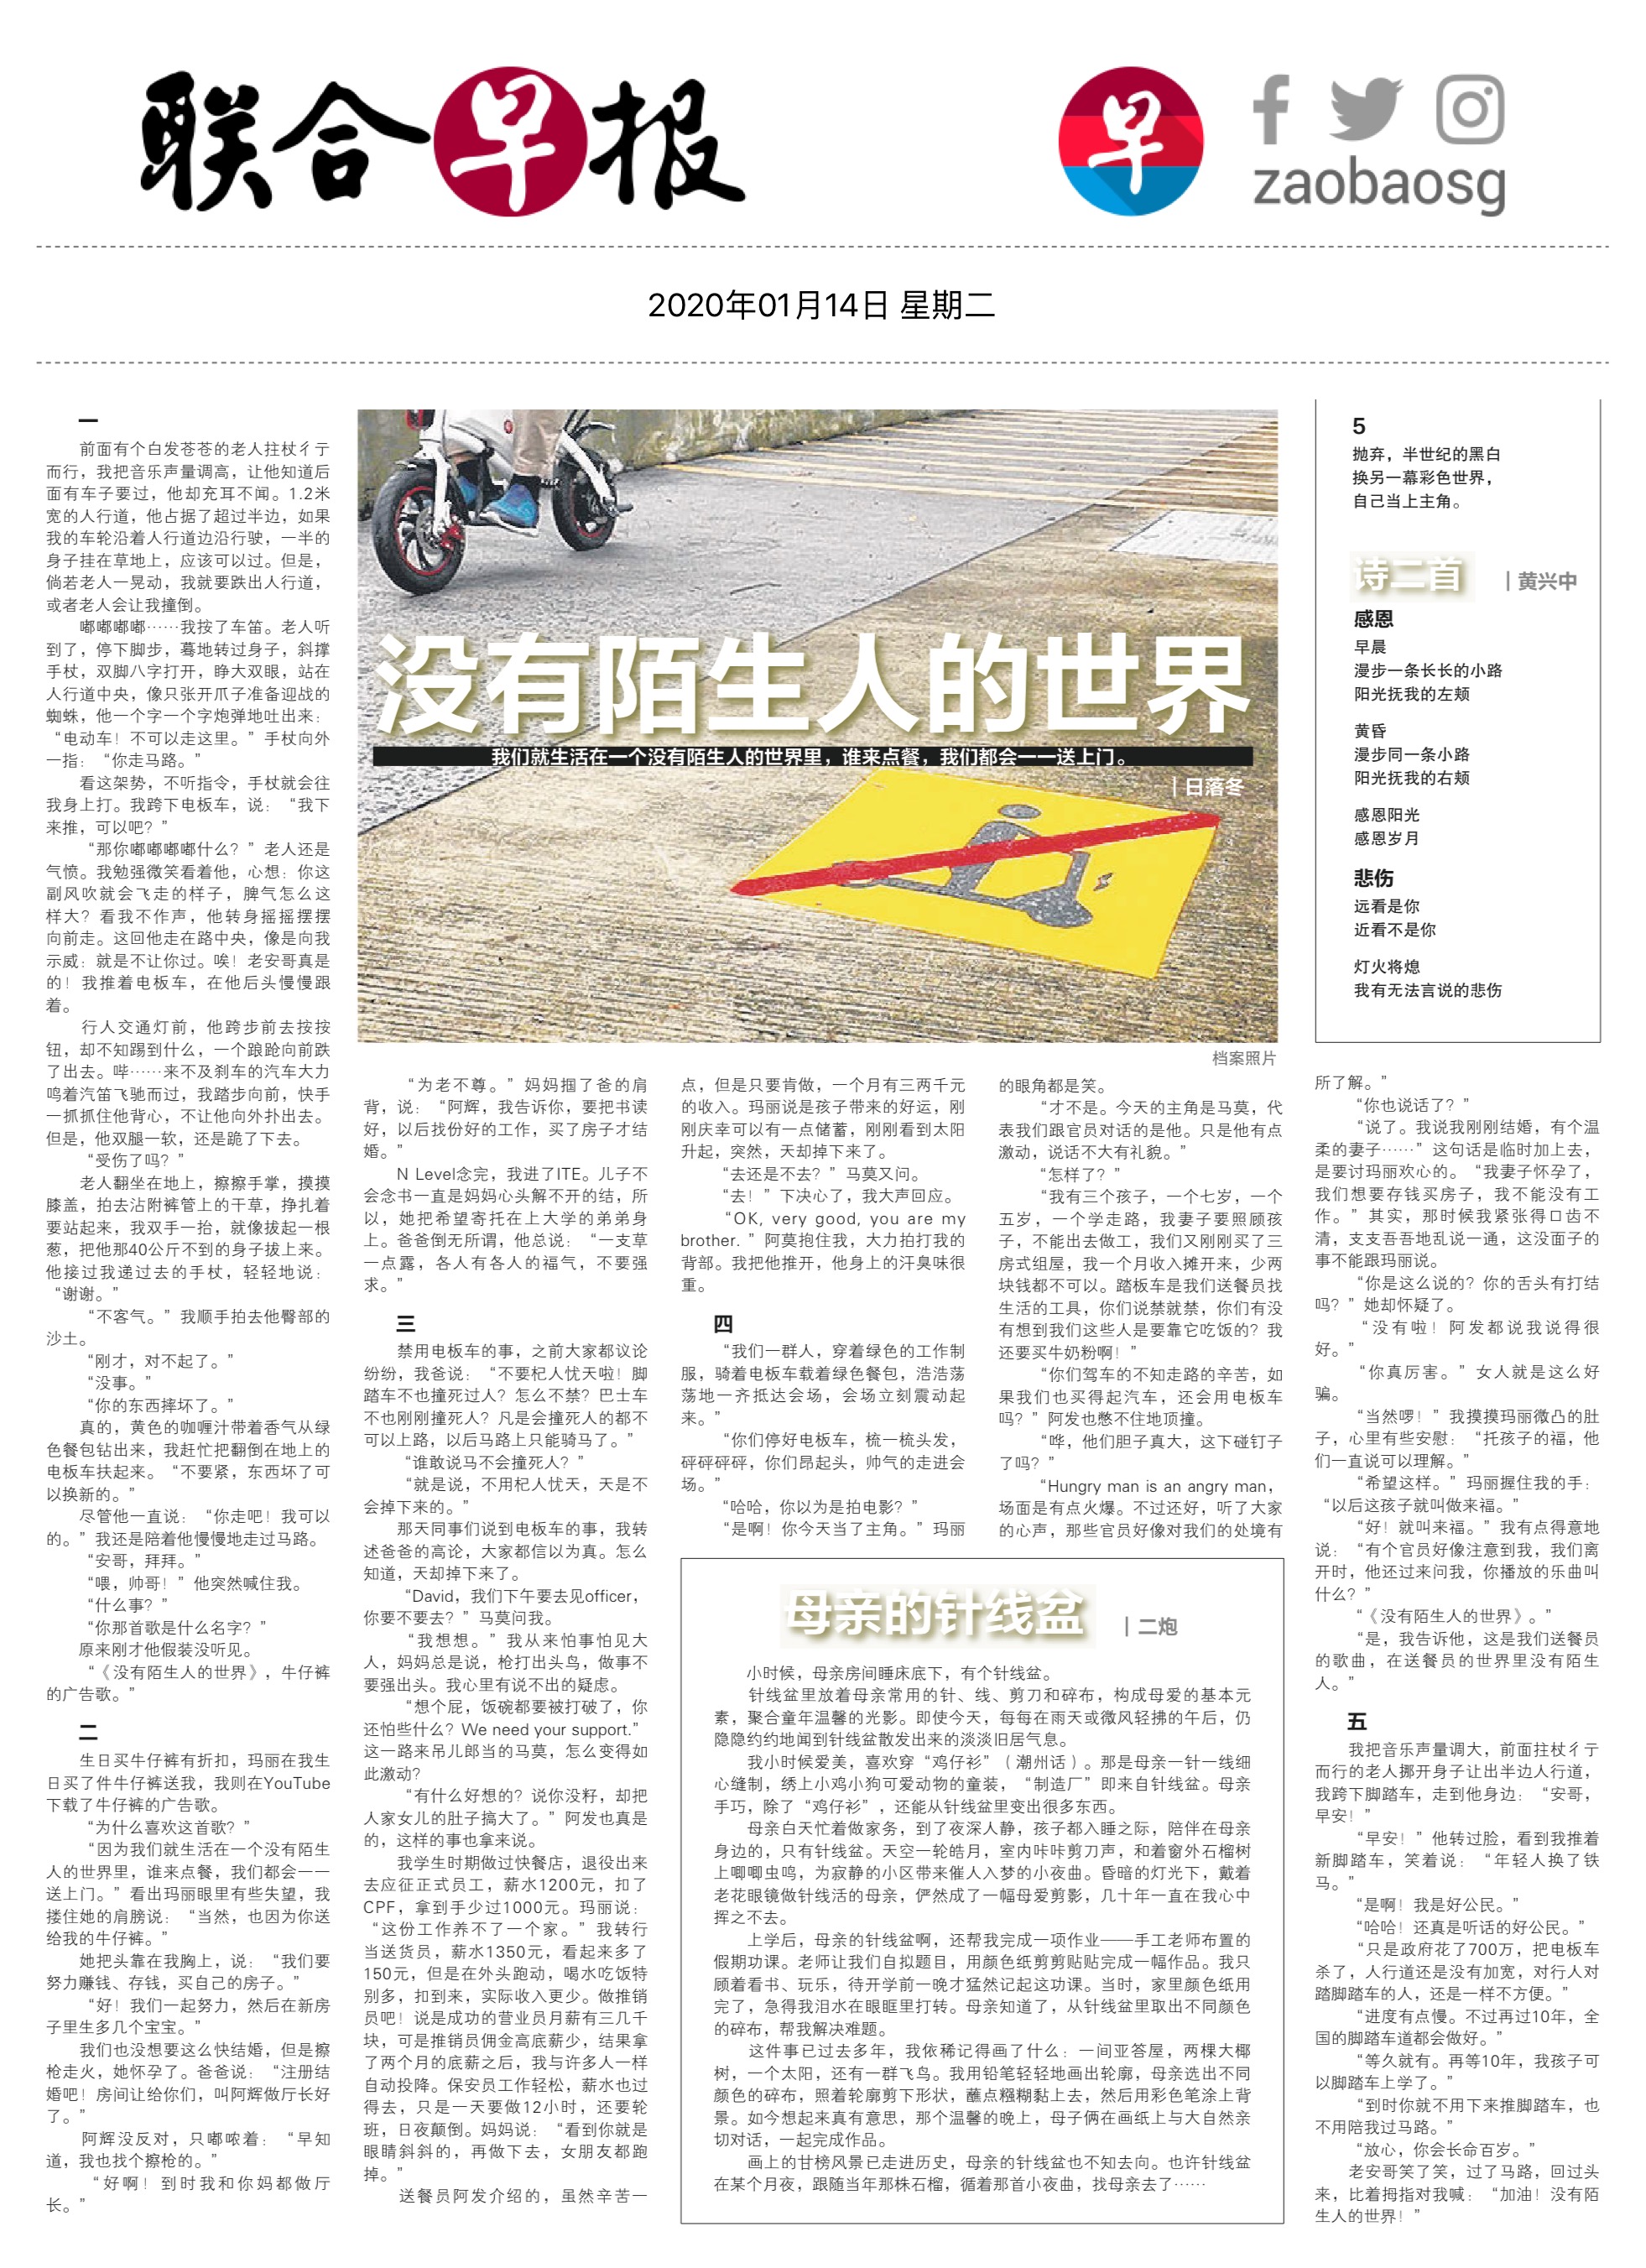 联合早报
早
zaobaosg
2020年01月14日 星期二
一
前面有个白发苍苍的老人拄杖彳亍
而行，我把音乐声量调高，让他知道后
面有车子要过，他却充耳不闻。1.2米
宽的人行道，他占据了超过半边，如果
我的车轮沿着人行道边沿行驶，一半的
身子挂在草地上，应该可以过。但是，
倘若老人一晃动，我就要跌出人行道，
或者老人会让我撞倒。
嘟嘟嘟嘟……我按了车笛。老人听
到了，停下脚步，蓦地转过身子，斜撑
手杖，双脚八字打开，睁大双眼，站在
人行道中央，像只张开爪子准备迎战的
蜘蛛，他一个字一个字炮弹地吐出来：
“电动车！不可以走这里。”手杖向外
一指：“你走马路。”
看这架势，不听指令，手杖就会往
我身上打。我跨下电板车，说：“我下
来推，可以吧？”
“那你嘟嘟嘟嘟什么？”老人还是
气愤。我勉强微笑看着他，心想：你这
副风吹就会飞走的样子，脾气怎么这
样大？看我不作声，他转身摇摇摆摆
向前走。这回他走在路中央，像是向我
示威：就是不让你过。唉！老安哥真是
的！我推着电板车，在他后头慢慢跟
着。
行人交通灯前，他跨步前去按按
钮，却不知踢到什么，一个踉跄向前跌
了出去。哔……来不及刹车的汽车大力
鸣着汽笛飞驰而过，我踏步向前，快手
一抓抓住他背心，不让他向外扑出去。
但是，他双腿一软，还是跪了下去。
“受伤了吗？”
老人翻坐在地上，擦擦手掌，摸摸
膝盖，拍去沾附裤管上的干草，挣扎着
要站起来，我双手一抬，就像拔起一根
葱，把他那40公斤不到的身子拔上来。
他接过我递过去的手杖，轻轻地说：
“谢谢。”
“不客气。”我顺手拍去他臀部的
沙土。
“刚才，对不起了。”
“没事。”
“你的东西摔坏了。”
真的，黄色的咖喱汁带着香气从绿
色餐包钻出来，我赶忙把翻倒在地上的
电板车扶起来。“不要紧，东西坏了可
以换新的。”
尽管他一直说：“你走吧！我可以
的。”我还是陪着他慢慢地走过马路。
“安哥，拜拜。”
“喂，帅哥！”他突然喊住我。
“什么事？”
“你那首歌是什么名字？”
原来刚才他假装没听见。
“《没有陌生人的世界》，牛仔裤
的广告歌。”
二
生日买牛仔裤有折扣，玛丽在我生
日买了件牛仔裤送我，我则在YouTube
下载了牛仔裤的广告歌。
“为什么喜欢这首歌？”
“因为我们就生活在一个没有陌生
人的世界里，谁来点餐，我们都会一一
送上门。”看出玛丽眼里有些失望，我
搂住她的肩膀说：“当然，也因为你送
给我的牛仔裤。”
她把头靠在我胸上，说：“我们要
努力赚钱、存钱，买自己的房子。”
“好！我们一起努力，然后在新房
子里生多几个宝宝。”
我们也没想要这么快结婚，但是擦
枪走火，她怀孕了。爸爸说：“注册结
婚吧！房间让给你们，叫阿辉做厅长好
了。”
阿辉没反对，只嘟哝着：“早知
道，我也找个擦枪的。”
“好啊！到时我和你妈都做厅
长。”
没有陌生人的世界
我们就生活在一个没有陌生人的世界里，谁来点餐，我们都会一一送上门。
｜日落冬
档案照片
“为老不尊。”妈妈掴了爸的肩
背，说：“阿辉，我告诉你，要把书读
好，以后找份好的工作，买了房子才结
婚。”
N Level念完，我进了ITE。儿子不
会念书一直是妈妈心头解不开的结，所
以，她把希望寄托在上大学的弟弟身
上。爸爸倒无所谓，他总说：“一支草
一点露，各人有各人的福气，不要强
求。”
三
禁用电板车的事，之前大家都议论
纷纷，我爸说：“不要杞人忧天啦！脚
踏车不也撞死过人？怎么不禁？巴士车
不也刚刚撞死人？凡是会撞死人的都不
可以上路，以后马路上只能骑马了。”
“谁敢说马不会撞死人？”
“就是说，不用杞人忧天，天是不
会掉下来的。”
那天同事们说到电板车的事，我转
述爸爸的高论，大家都信以为真。怎么
知道，天却掉下来了。
“David，我们下午要去见officer，
你要不要去？”马莫问我。
“我想想。”我从来怕事怕见大
人，妈妈总是说，枪打出头鸟，做事不
要强出头。我心里有说不出的疑虑。
“想个屁，饭碗都要被打破了，你
还怕些什么？We need your support.”
这一路来吊儿郎当的马莫，怎么变得如
此激动？
“有什么好想的？说你没籽，却把
人家女儿的肚子搞大了。”阿发也真是
的，这样的事也拿来说。
我学生时期做过快餐店，退役出来
去应征正式员工，薪水1200元，扣了
CPF，拿到手少过1000元。玛丽说：
“这份工作养不了一个家。”我转行
当送货员，薪水1350元，看起来多了
150元，但是在外头跑动，喝水吃饭特
别多，扣到来，实际收入更少。做推销
员吧！说是成功的营业员月薪有三几千
块，可是推销员佣金高底薪少，结果拿
了两个月的底薪之后，我与许多人一样
自动投降。保安员工作轻松，薪水也过
得去，只是一天要做12小时，还要轮
班，日夜颠倒。妈妈说：“看到你就是
眼睛斜斜的，再做下去，女朋友都跑
掉。”
送餐员阿发介绍的，虽然辛苦一
点，但是只要肯做，一个月有三两千元
的收入。玛丽说是孩子带来的好运，刚
刚庆幸可以有一点储蓄，刚刚看到太阳
升起，突然，天却掉下来了。
“去还是不去？”马莫又问。
“去！”下决心了，我大声回应。
“OK, very good, you are my
brother. ”阿莫抱住我，大力拍打我的
背部。我把他推开，他身上的汗臭味很
重。
四
“我们一群人，穿着绿色的工作制
服，骑着电板车载着绿色餐包，浩浩荡
荡地一齐抵达会场，会场立刻震动起
来。”
“你们停好电板车，梳一梳头发，
砰砰砰砰，你们昂起头，帅气的走进会
场。”
“哈哈，你以为是拍电影？”
“是啊！你今天当了主角。”玛丽
的眼角都是笑。
“才不是。今天的主角是马莫，代
表我们跟官员对话的是他。只是他有点
激动，说话不大有礼貌。”
“怎样了？”
“我有三个孩子，一个七岁，一个
五岁，一个学走路，我妻子要照顾孩
子，不能出去做工，我们又刚刚买了三
房式组屋，我一个月收入摊开来，少两
块钱都不可以。踏板车是我们送餐员找
生活的工具，你们说禁就禁，你们有没
有想到我们这些人是要靠它吃饭的？我
还要买牛奶粉啊！”
“你们驾车的不知走路的辛苦，如
果我们也买得起汽车，还会用电板车
吗？”阿发也憋不住地顶撞。
“哗，他们胆子真大，这下碰钉子
了吗？”
“Hungry man is an angry man，
场面是有点火爆。不过还好，听了大家
的心声，那些官员好像对我们的处境有
所了解。”
“你也说话了？”
“说了。我说我刚刚结婚，有个温
柔的妻子……”这句话是临时加上去，
是要讨玛丽欢心的。“我妻子怀孕了，
我们想要存钱买房子，我不能没有工
作。”其实，那时候我紧张得口齿不
清，支支吾吾地乱说一通，这没面子的
事不能跟玛丽说。
“你是这么说的？你的舌头有打结
吗？”她却怀疑了。
“没有啦！阿发都说我说得很
好。”
“你真厉害。”女人就是这么好
骗。
“当然啰！”我摸摸玛丽微凸的肚
子，心里有些安慰：“托孩子的福，他
们一直说可以理解。”
“希望这样。”玛丽握住我的手：
“以后这孩子就叫做来福。”
“好！就叫来福。”我有点得意地
说：“有个官员好像注意到我，我们离
开时，他还过来问我，你播放的乐曲叫
什么？”
“《没有陌生人的世界》。”
“是，我告诉他，这是我们送餐员
的歌曲，在送餐员的世界里没有陌生
人。”
五
我把音乐声量调大，前面拄杖彳亍
而行的老人挪开身子让出半边人行道，
我跨下脚踏车，走到他身边：“安哥，
早安！”
“早安！”他转过脸，看到我推着
新脚踏车，笑着说：“年轻人换了铁
马。”
“是啊！我是好公民。”
“哈哈！还真是听话的好公民。”
“只是政府花了700万，把电板车
杀了，人行道还是没有加宽，对行人对
踏脚踏车的人，还是一样不方便。”
“进度有点慢。不过再过10年，全
国的脚踏车道都会做好。”
“等久就有。再等10年，我孩子可
以脚踏车上学了。”
“到时你就不用下来推脚踏车，也
不用陪我过马路。”
“放心，你会长命百岁。”
老安哥笑了笑，过了马路，回过头
来，比着拇指对我喊：“加油！没有陌
生人的世界！”
5
抛弃，半世纪的黑白
换另一幕彩色世界，
自己当上主角。
诗二首
｜黄兴中
感恩
早晨
漫步一条长长的小路
阳光抚我的左颊
黄昏
漫步同一条小路
阳光抚我的右颊
感恩阳光
感恩岁月
悲伤
远看是你
近看不是你
灯火将熄
我有无法言说的悲伤
母亲的针线盆
｜二炮
小时候，母亲房间睡床底下，有个针线盆。
针线盆里放着母亲常用的针、线、剪刀和碎布，构成母爱的基本元
素，聚合童年温馨的光影。即使今天，每每在雨天或微风轻拂的午后，仍
隐隐约约地闻到针线盆散发出来的淡淡旧居气息。
我小时候爱美，喜欢穿“鸡仔衫”（潮州话）。那是母亲一针一线细
心缝制，绣上小鸡小狗可爱动物的童装，“制造厂”即来自针线盆。母亲
手巧，除了“鸡仔衫”，还能从针线盆里变出很多东西。
母亲白天忙着做家务，到了夜深人静，孩子都入睡之际，陪伴在母亲
身边的，只有针线盆。天空一轮皓月，室内咔咔剪刀声，和着窗外石榴树
上唧唧虫鸣，为寂静的小区带来催人入梦的小夜曲。昏暗的灯光下，戴着
老花眼镜做针线活的母亲，俨然成了一幅母爱剪影，几十年一直在我心中
挥之不去。
上学后，母亲的针线盆啊，还帮我完成一项作业——手工老师布置的
假期功课。老师让我们自拟题目，用颜色纸剪剪贴贴完成一幅作品。我只
顾着看书、玩乐，待开学前一晚才猛然记起这功课。当时，家里颜色纸用
完了，急得我泪水在眼眶里打转。母亲知道了，从针线盆里取出不同颜色
的碎布，帮我解决难题。
这件事已过去多年，我依稀记得画了什么：一间亚答屋，两棵大椰
树，一个太阳，还有一群飞鸟。我用铅笔轻轻地画出轮廓，母亲选出不同
颜色的碎布，照着轮廓剪下形状，蘸点糨糊黏上去，然后用彩色笔涂上背
景。如今想起来真有意思，那个温馨的晚上，母子俩在画纸上与大自然亲
切对话，一起完成作品。
画上的甘榜风景已走进历史，母亲的针线盆也不知去向。也许针线盆
在某个月夜，跟随当年那株石榴，循着那首小夜曲，找母亲去了……